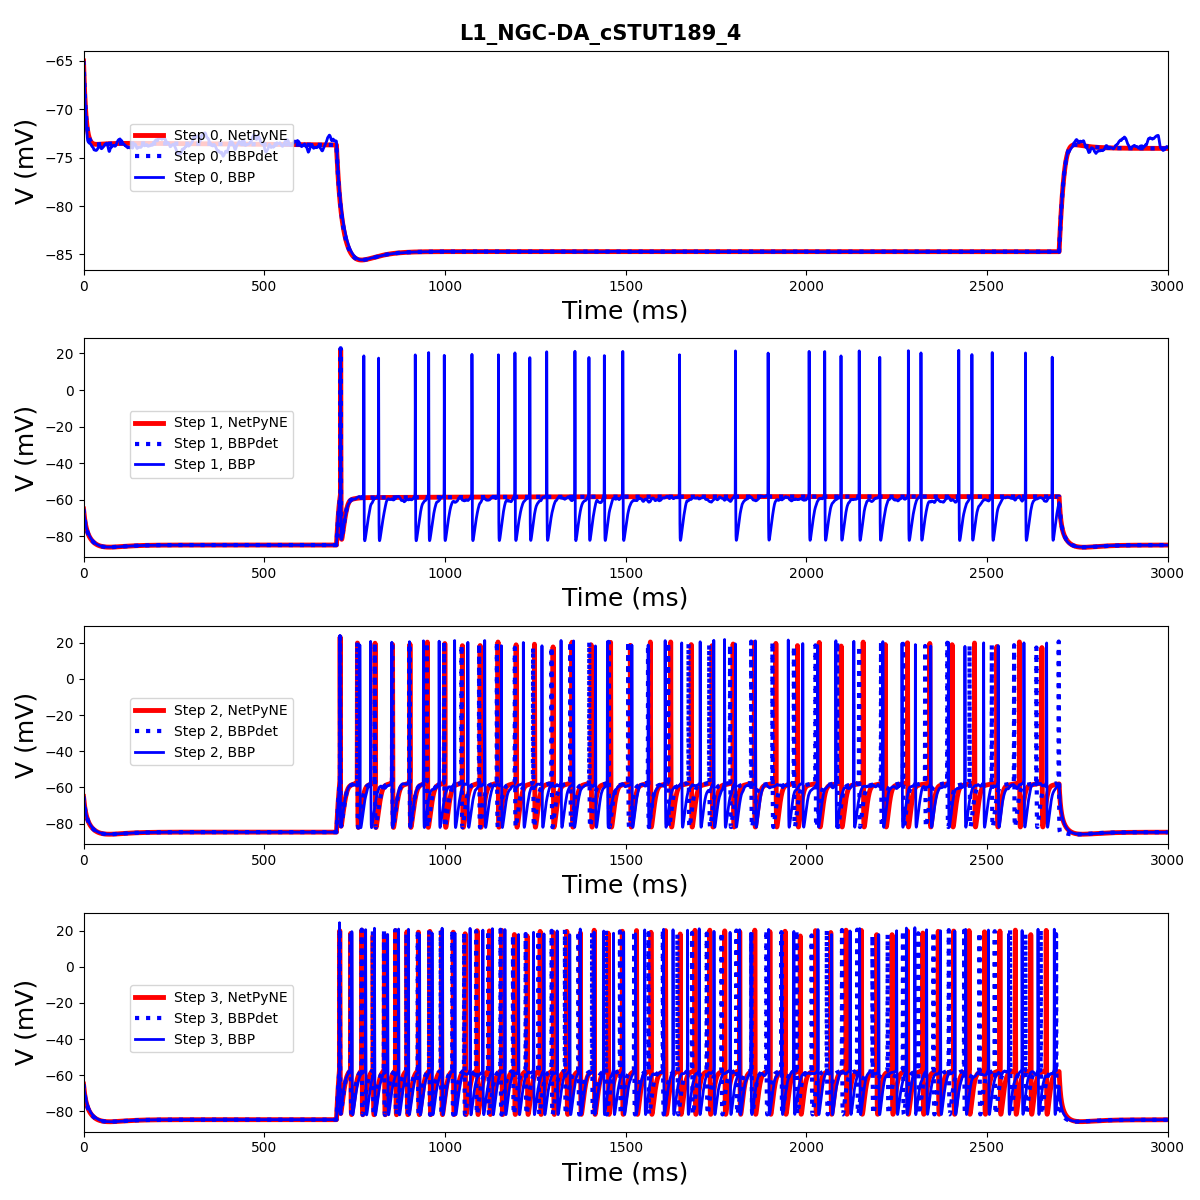 L1_NGC-DA_cSTUT189_4
−65
−70
−75
−80
−85
V (mV)
Step 0, NetPyNE
Step 0, BBPdet
Step 0, BBP
0 500 1000 1500 2000 2500 3000
Time (ms)
20
0
−20
−40
−60
−80
V (mV)
Step 1, NetPyNE
Step 1, BBPdet
Step 1, BBP
0 500 1000 1500 2000 2500 3000
Time (ms)
20
0
−20
−40
−60
−80
V (mV)
Step 2, NetPyNE
Step 2, BBPdet
Step 2, BBP
0 500 1000 1500 2000 2500 3000
Time (ms)
20
0
−20
−40
−60
−80
V (mV)
Step 3, NetPyNE
Step 3, BBPdet
Step 3, BBP
0 500 1000 1500 2000 2500 3000
Time (ms)